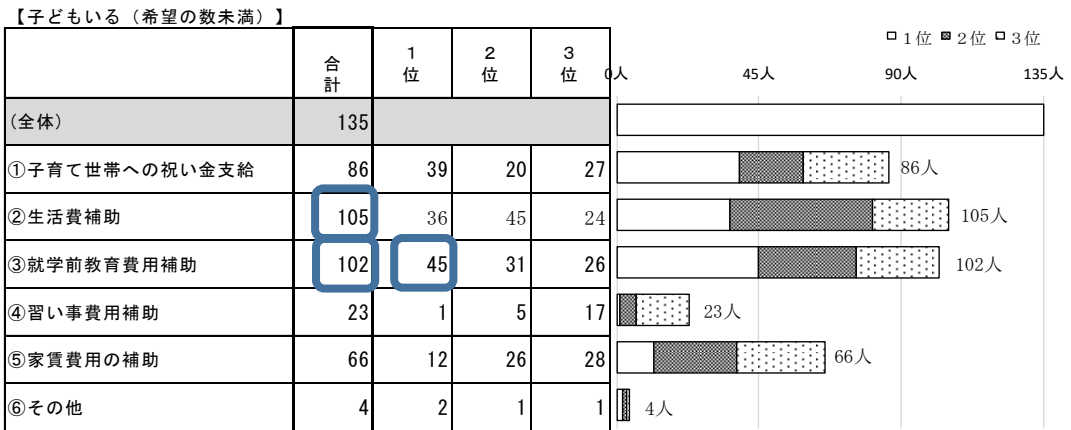 【子どもいる（希望の数未満）】
合計 1位 2位 3位
□1位 ■2位 □3位
0人 45人 90人 135人
(全体) 135
①子育て世帯への祝い金支給 86 39 20 27 86人
②生活費補助 105 36 45 24 105人
③就学前教育費用補助 102 45 31 26 102人
④習い事費用補助 23 1 5 17 23人
⑤家賃費用の補助 66 12 26 28 66人
⑥その他 4 2 1 1 4人